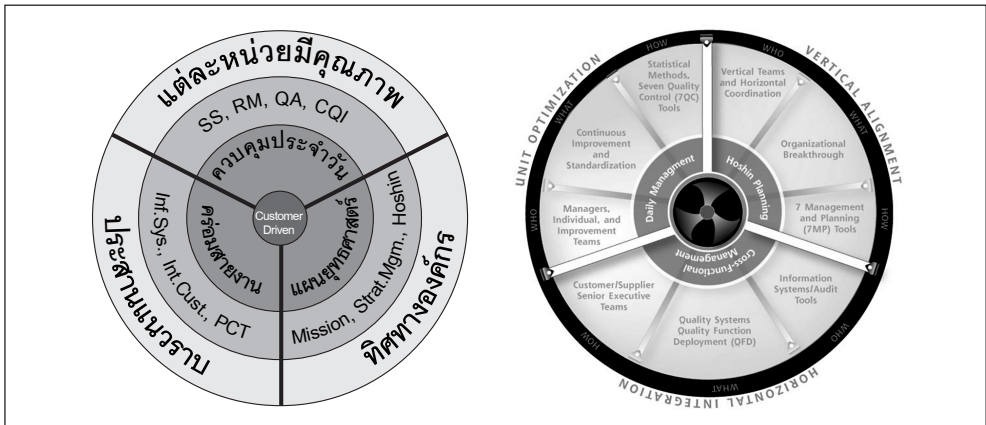 แต่ละหน่วยมีคุณภาพ
SS, RM, QA, CQI
ควบคุมประจำวัน
Customer
Driven
ประสานแนวราบ
Inf.Sys., Int.Cust., PCT
คร่อมสายงาน
ทิศทางองค์กร
Mission, Strat.Mgm., Hoshin
แผนยุทธศาสตร์
UNIT OPTIMIZATION
VERTICAL ALIGNMENT
HORIZONTAL INTEGRATION
HOW
WHO
WHAT
WHAT
WHO
HOW
HOW
WHO
WHAT
Statistical
Methods,
Seven Quality
Control (7QC)
Tools
Vertical Teams
and Horizontal
Coordination
Continuous
Improvement
and
Standardization
Organizational
Breakthrough
Managers,
Individual, and
Improvement
Teams
7 Management
and Planning
(7MP) Tools
Daily Managment
Hoshin Planning
Cross-Functional
Management
Customer/Supplier
Senior Executive
Teams
Information
Systems/Audit
Tools
Quality Systems
Quality Function
Deployment (QFD)